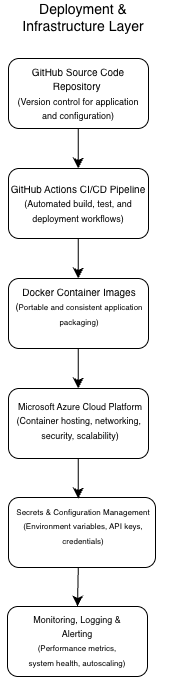 Deployment &
Infrastructure Layer
GitHub Source Code
Repository
(Version control for application
and configuration)
GitHub Actions CI/CD Pipeline
(Automated build, test, and
deployment workflows)
Docker Container Images
(Portable and consistent application
packaging)
Microsoft Azure Cloud Platform
(Container hosting, networking,
security, scalability)
Secrets & Configuration Management
(Environment variables, API keys,
credentials)
Monitoring, Logging &
Alerting
(Performance metrics,
system health, autoscaling)